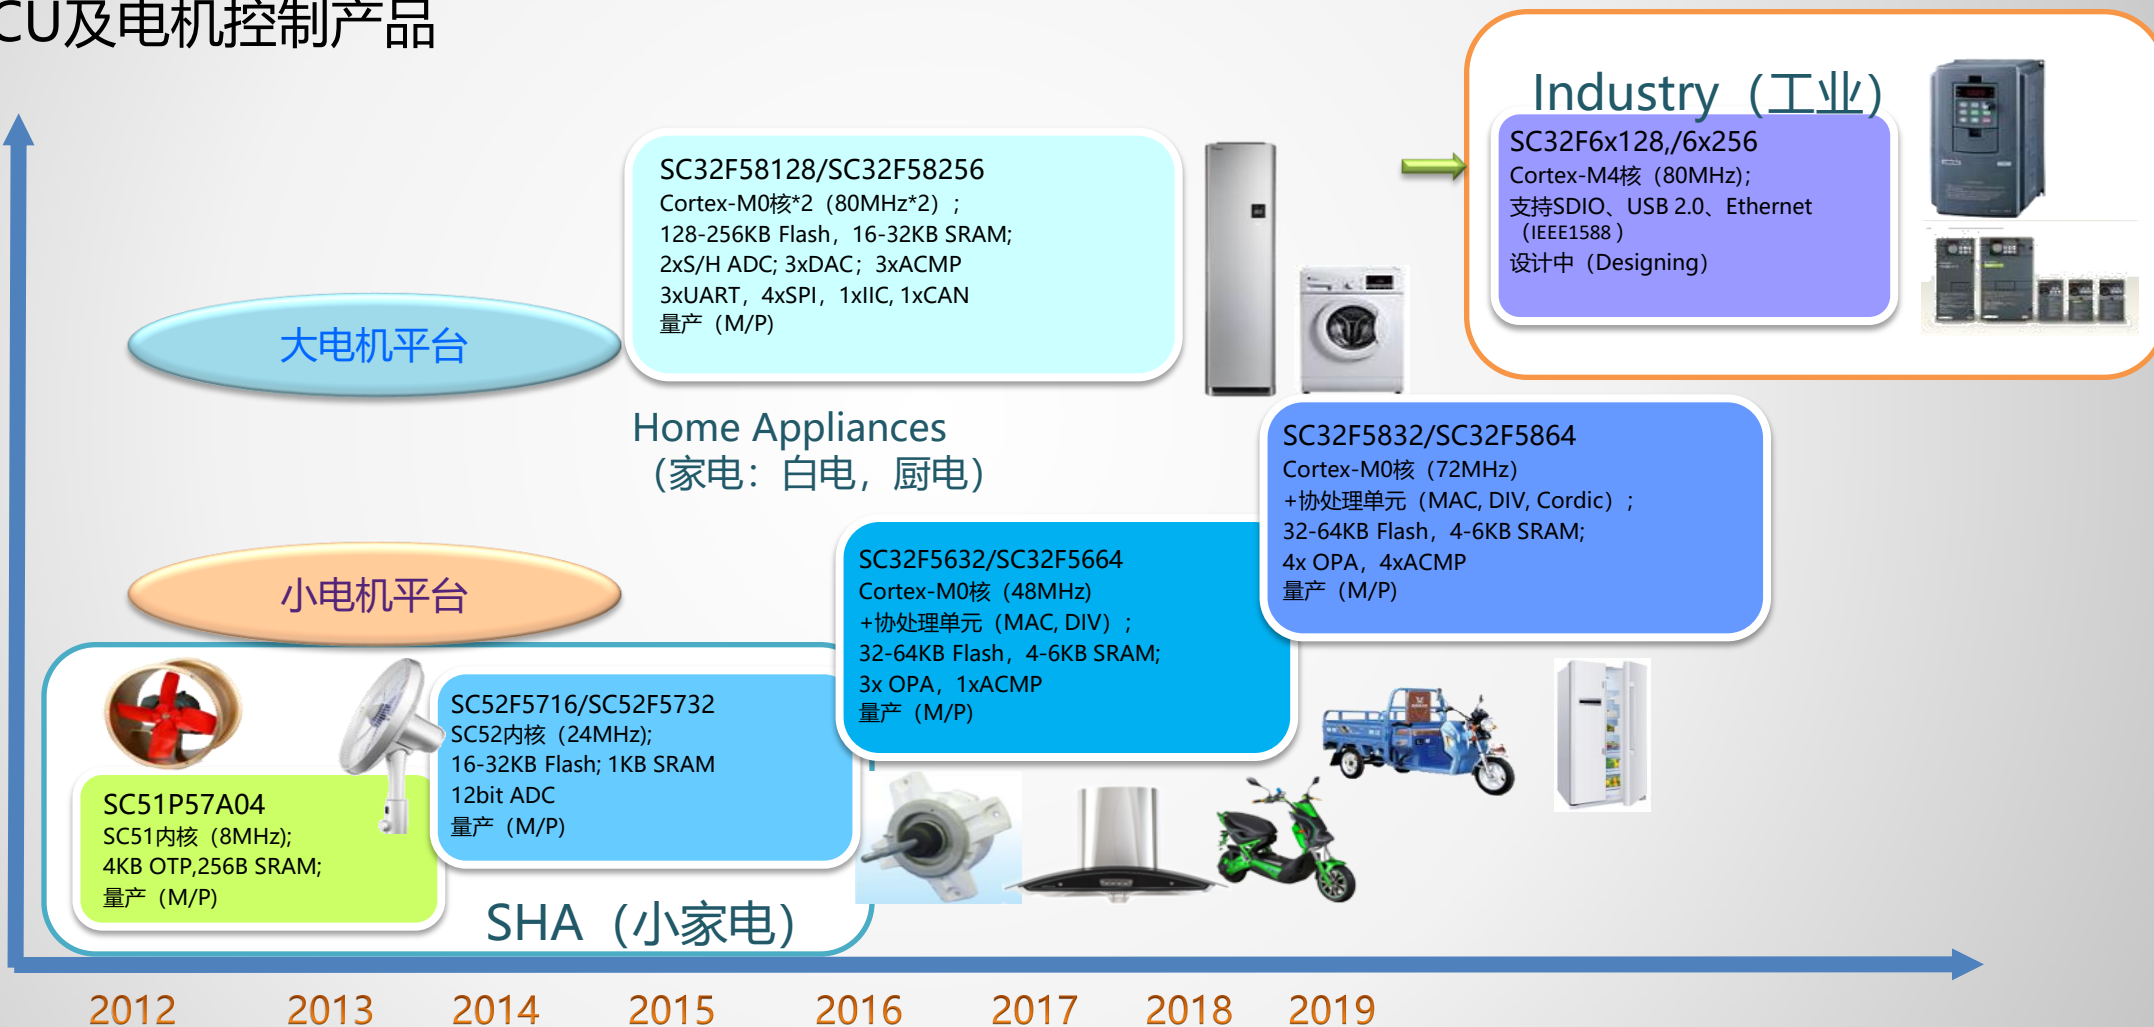 CU及电机控制产品
Industry（工业）
SC32F6x128,/6x256
Cortex-M4核（80MHz）;
支持SDIO、USB 2.0、Ethernet
（IEEE1588 ）
设计中（Designing）
SC32F58128/SC32F58256
Cortex-M0核*2（80MHz*2）;
128-256KB Flash，16-32KB SRAM;
2xS/H ADC; 3xDAC；3xACMP
3xUART，4xSPI，1xIIC, 1xCAN
量产（M/P)
大电机平台
Home Appliances
（家电：白电，厨电）
SC32F5832/SC32F5864
Cortex-M0核（72MHz）
+协处理单元（MAC, DIV, Cordic）;
32-64KB Flash，4-6KB SRAM;
4x OPA，4xACMP
量产（M/P)
小电机平台
SC32F5632/SC32F5664
Cortex-M0核（48MHz)
+协处理单元（MAC, DIV）;
32-64KB Flash，4-6KB SRAM;
3x OPA，1xACMP
量产（M/P)
SC52F5716/SC52F5732
SC52内核（24MHz);
16-32KB Flash; 1KB SRAM
12bit ADC
量产（M/P)
SC51P57A04
SC51内核（8MHz);
4KB OTP,256B SRAM;
量产（M/P)
SHA（小家电）
2012 2013 2014 2015 2016 2017 2018 2019